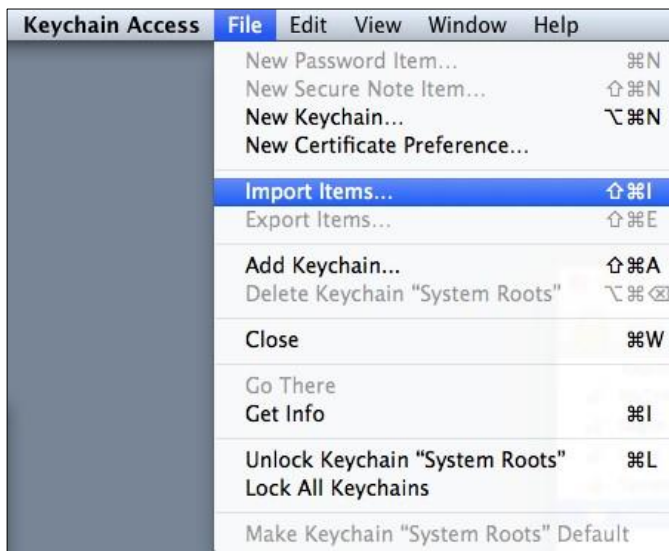 Keychain Access File Edit View Window Help
New Password Item... ⌘N
New Secure Note Item... ⇧⌘N
New Keychain... ⌥⌘N
New Certificate Preference...
Import Items... ⇧⌘I
Export Items... ⇧⌘E
Add Keychain... ⇧⌘A
Delete Keychain “System Roots” ⌥⌘⌫
Close ⌘W
Go There
Get Info ⌘I
Unlock Keychain “System Roots” ⌘L
Lock All Keychains
Make Keychain “System Roots” Default